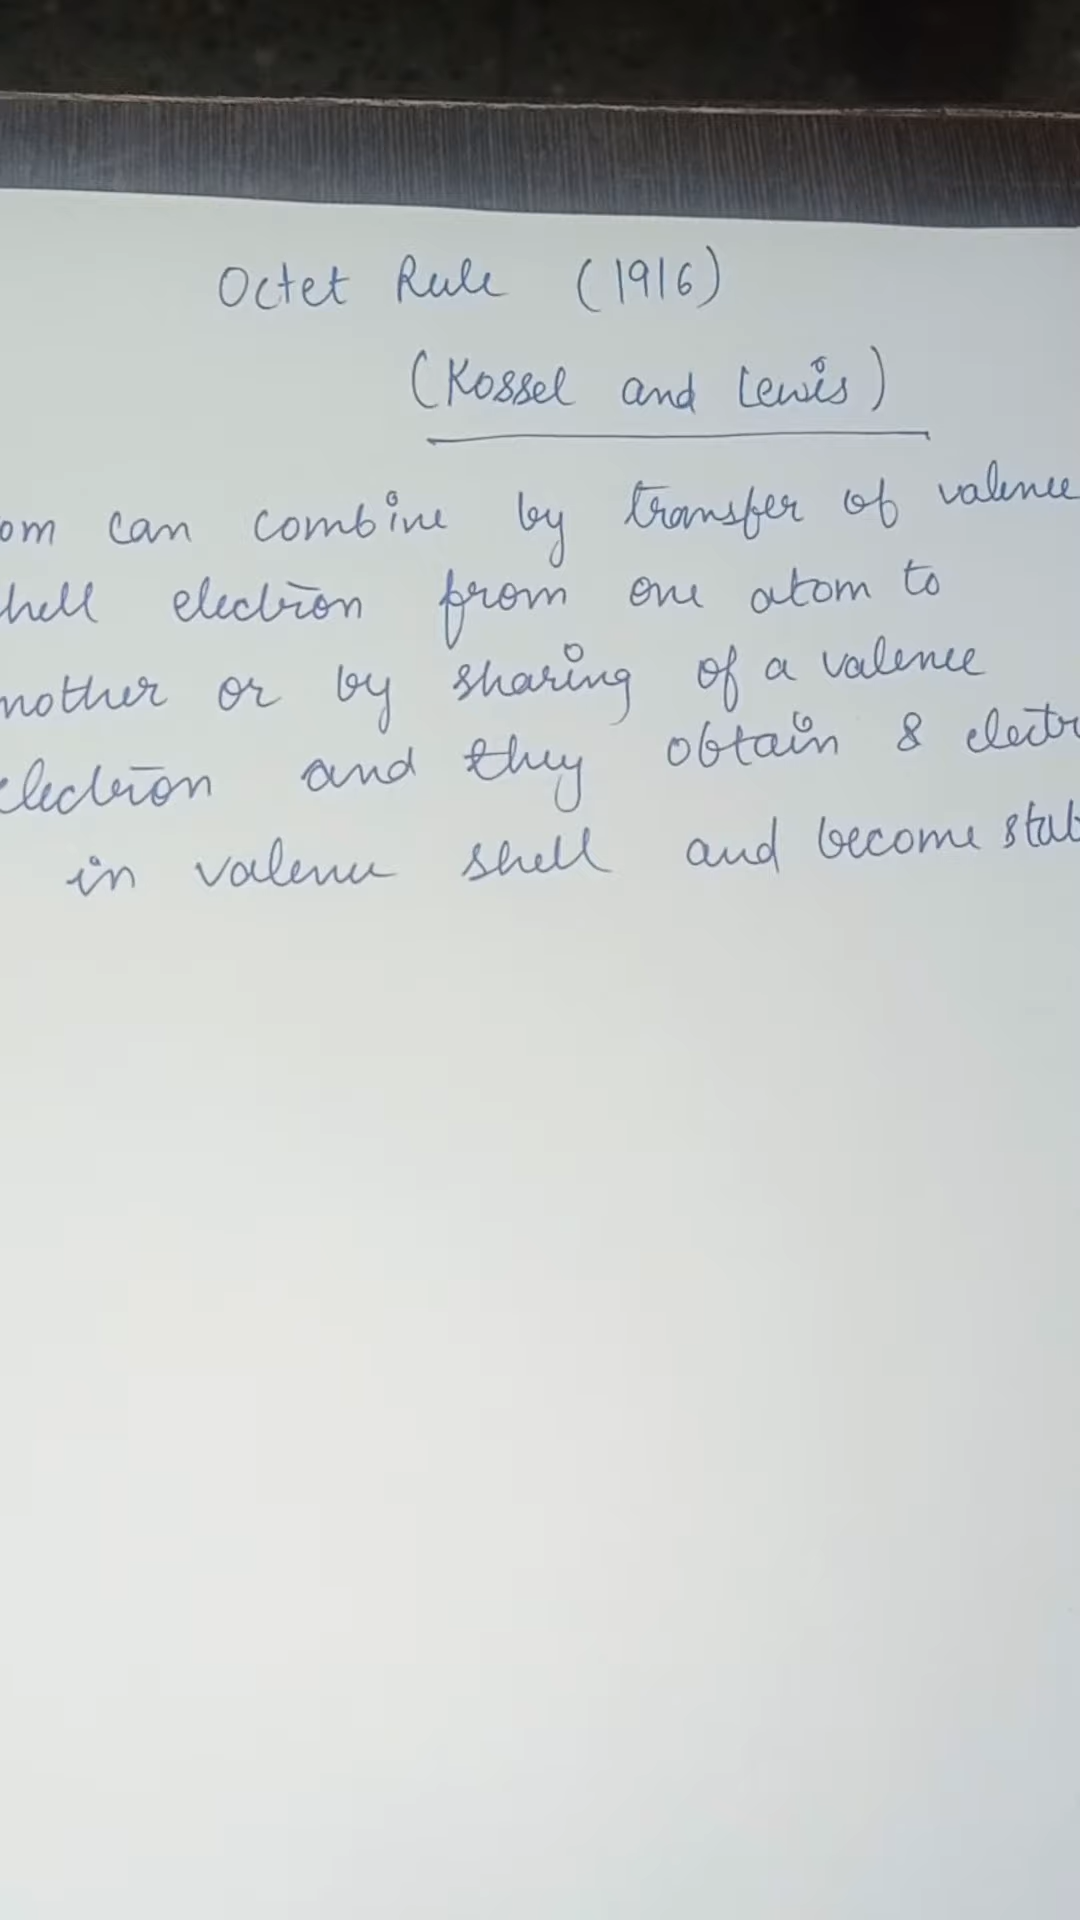 Octet Rule (1916)
(Kossel and Lewis)
om can combine by transfer of valence
hell electron from one atom to
nother or by sharing of a valence
electron and they obtain 8 electr
in valence shell and become stab